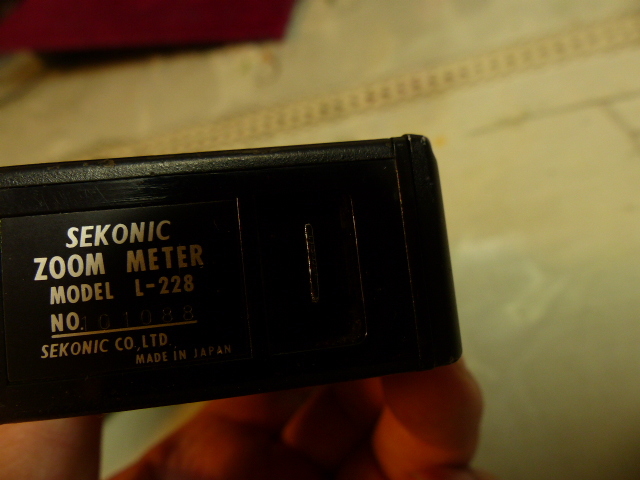 SEKONIC
ZOOM METER
MODEL L-228
NO. 101088
SEKONIC CO., LTD.
MADE IN JAPAN